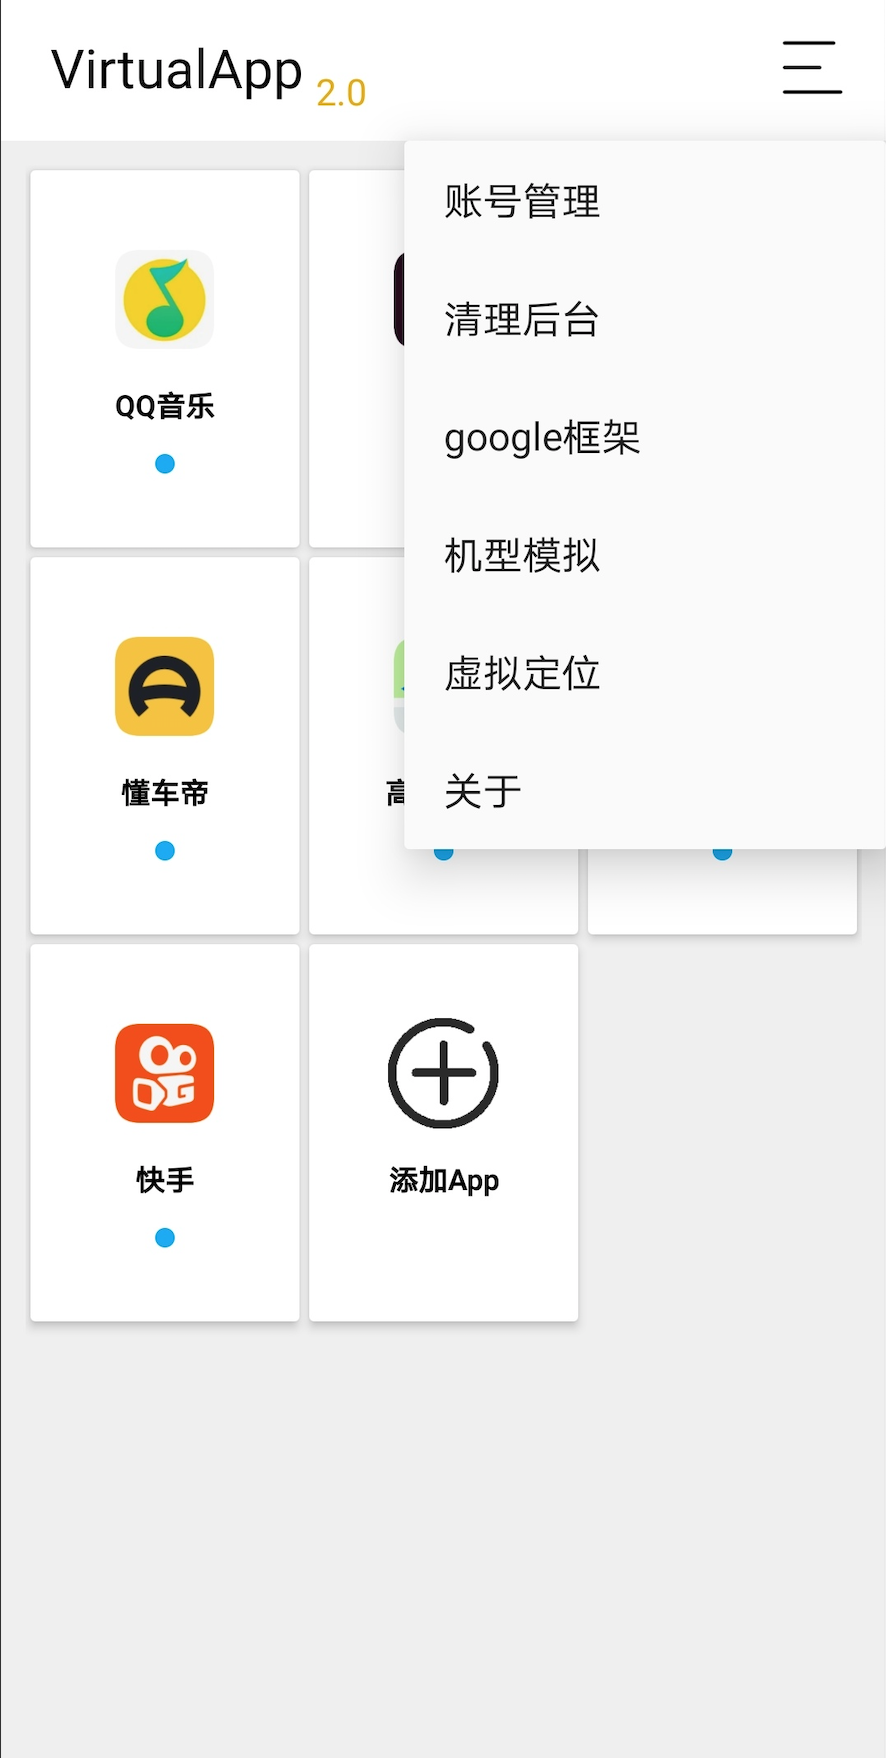 VirtualApp 2.0
账号管理
清理后台
google框架
机型模拟
虚拟定位
关于
QQ音乐
懂车帝
高
快手
添加App